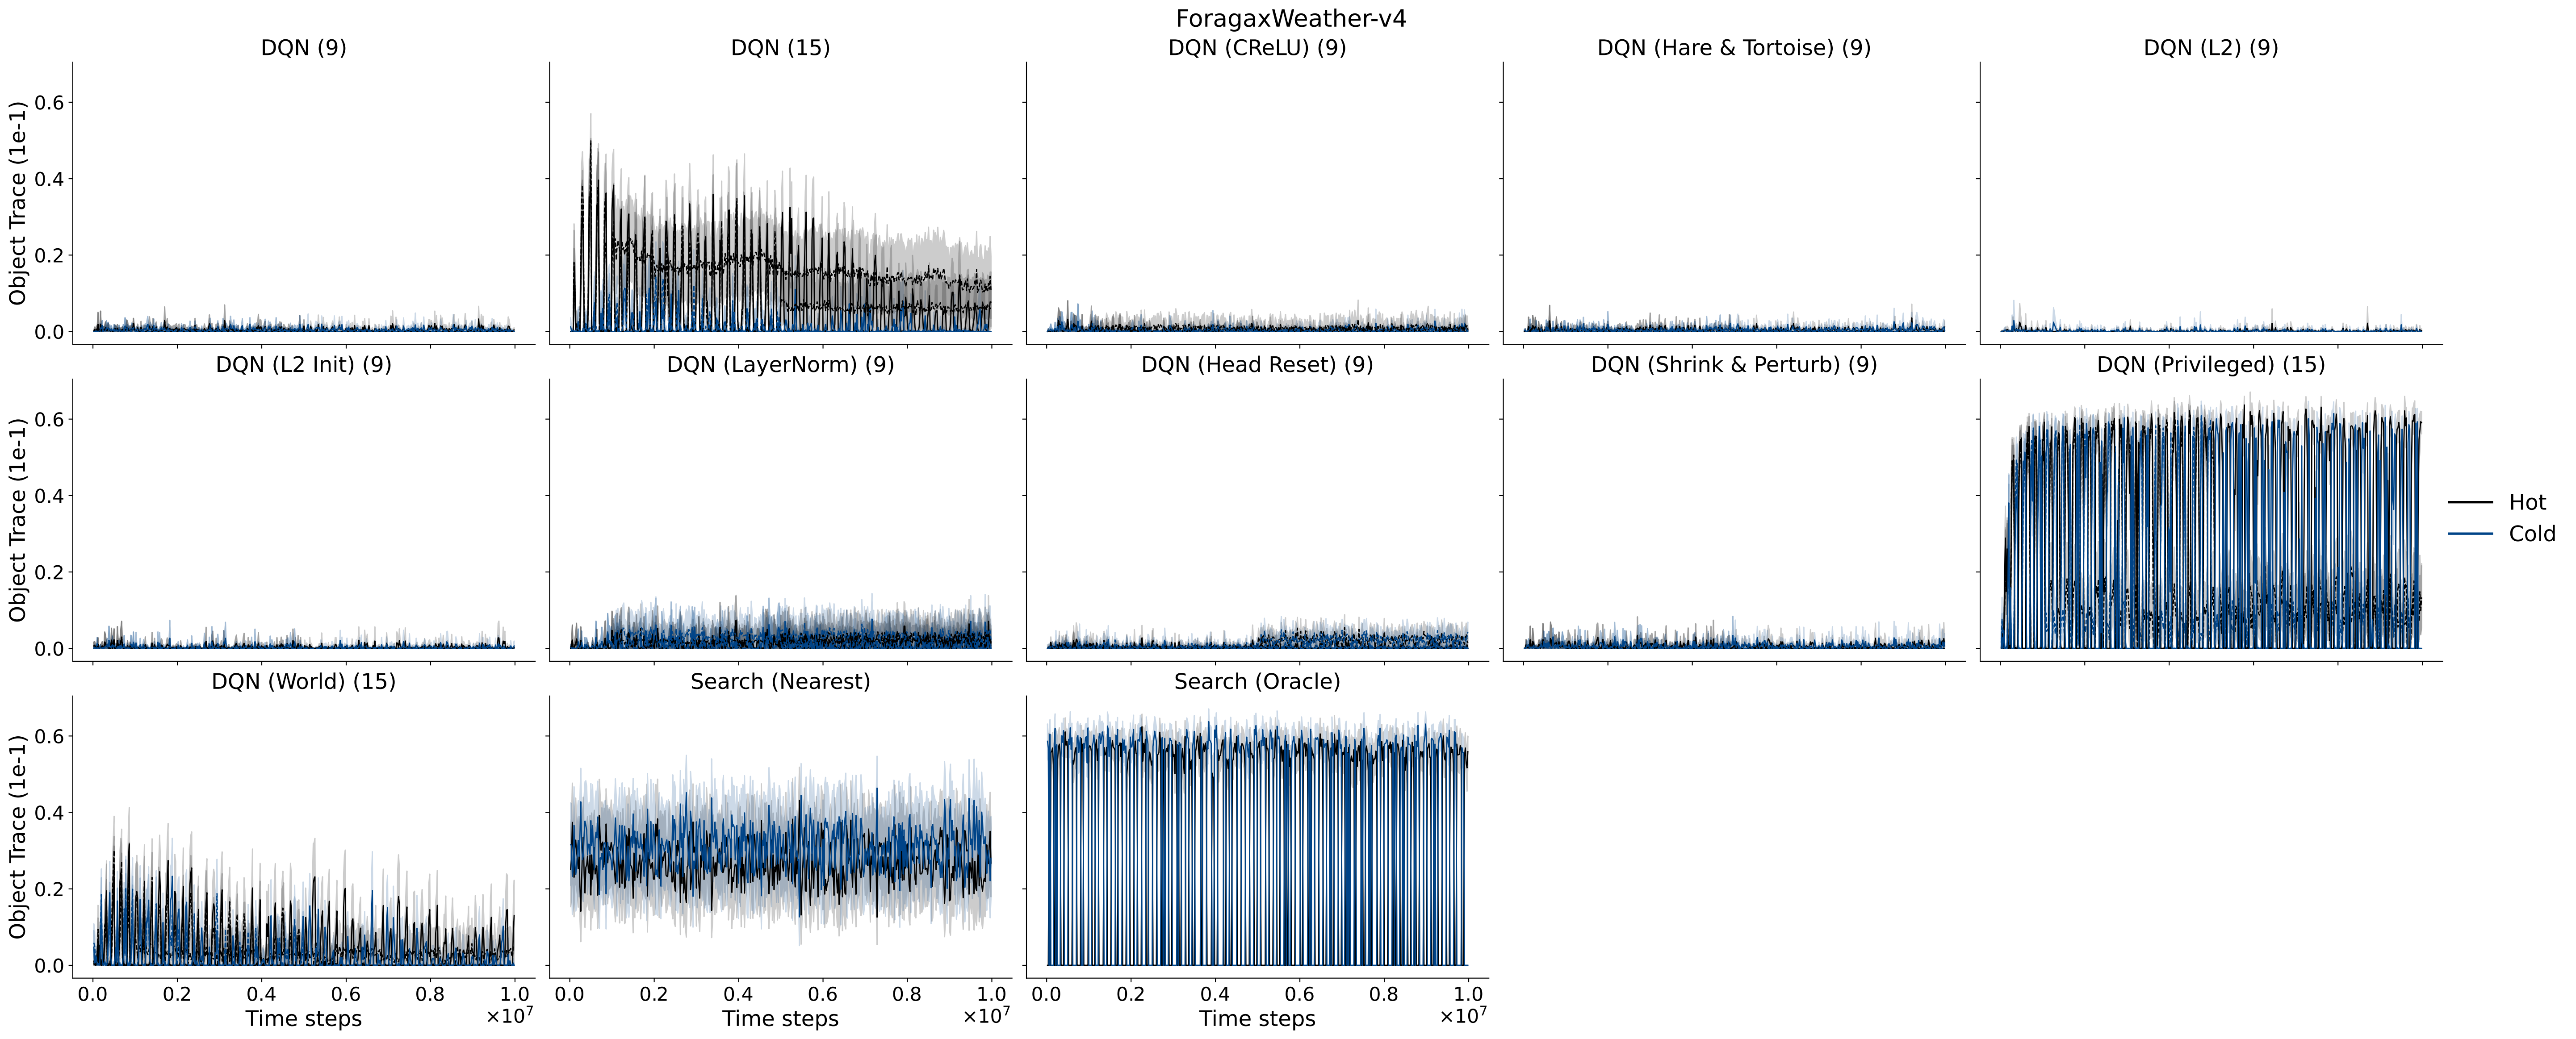 ForagaxWeather-v4
DQN (9)
DQN (15)
DQN (CReLU) (9)
DQN (Hare & Tortoise) (9)
DQN (L2) (9)
Object Trace (1e-1)
0.6
0.4
0.2
0.0
DQN (L2 Init) (9)
DQN (LayerNorm) (9)
DQN (Head Reset) (9)
DQN (Shrink & Perturb) (9)
DQN (Privileged) (15)
Object Trace (1e-1)
0.6
0.4
0.2
0.0
Hot
Cold
DQN (World) (15)
Search (Nearest)
Search (Oracle)
Object Trace (1e-1)
0.6
0.4
0.2
0.0
0.0 0.2 0.4 0.6 0.8 1.0
0.0 0.2 0.4 0.6 0.8 1.0
0.0 0.2 0.4 0.6 0.8 1.0
Time steps ×10⁷
Time steps ×10⁷
Time steps ×10⁷